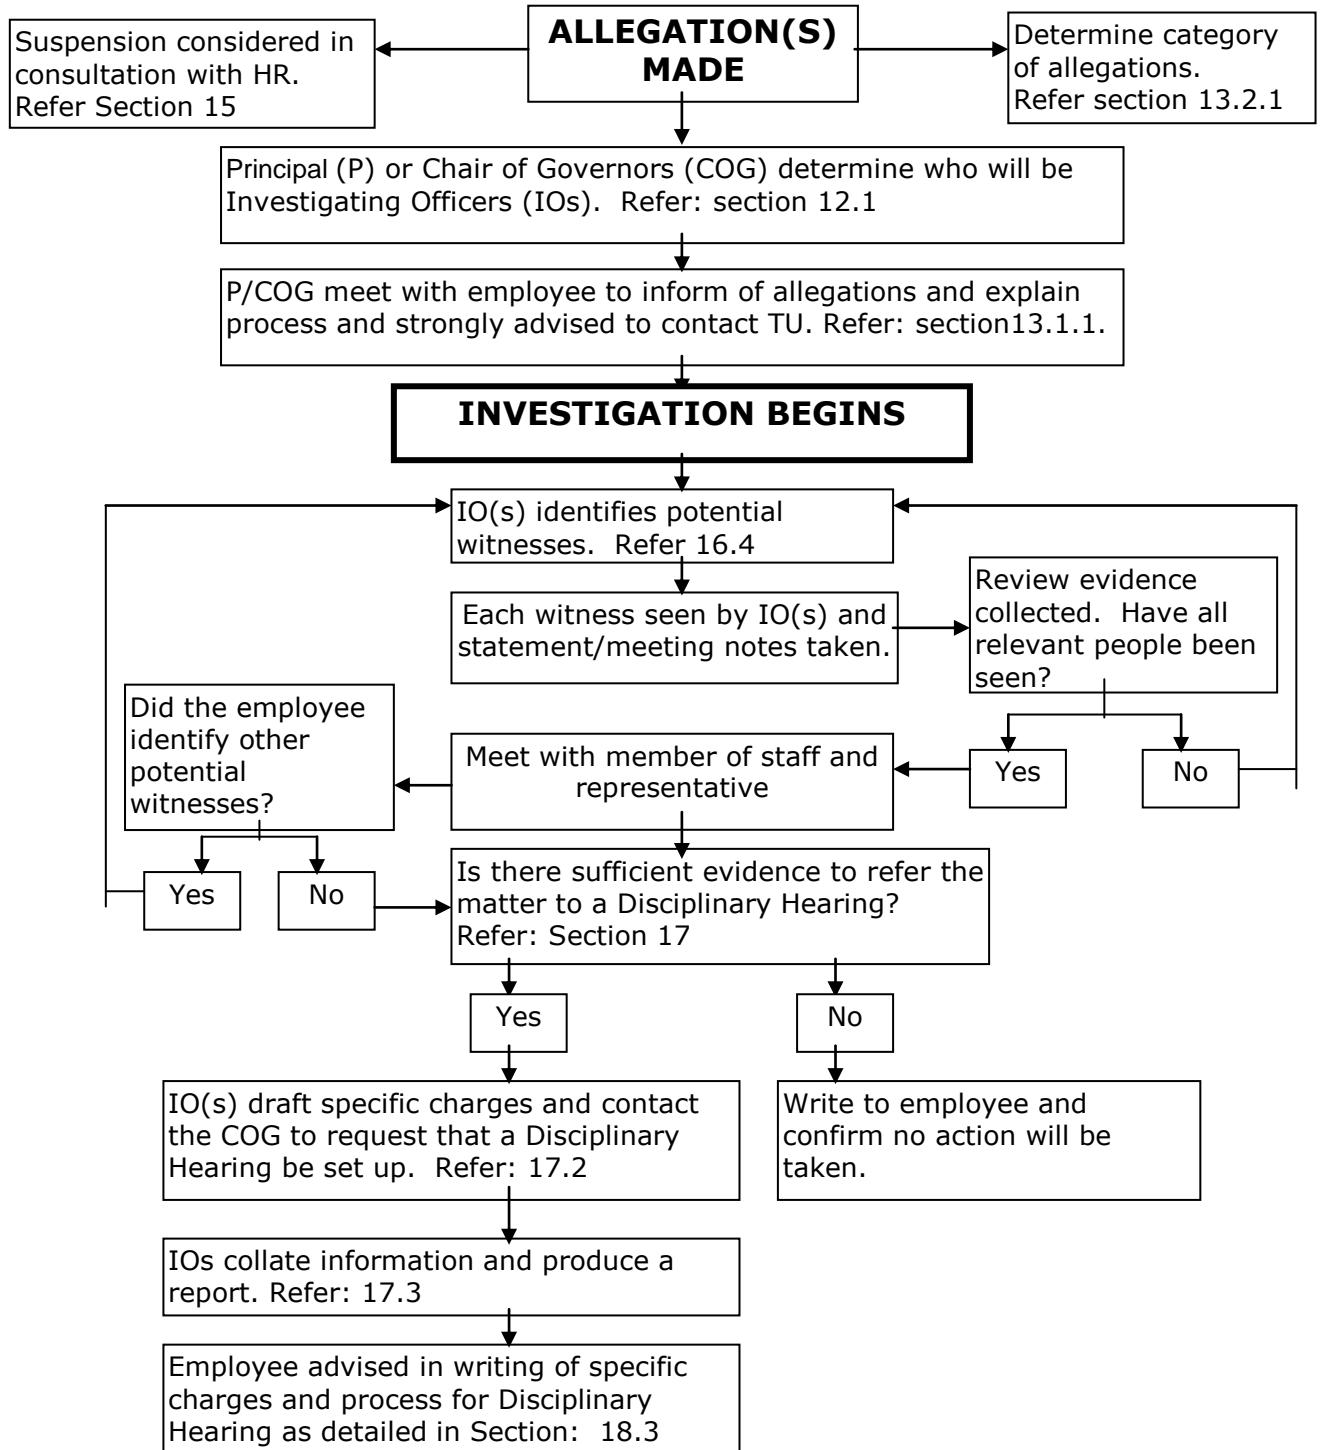 Suspension considered in
consultation with HR.
Refer Section 15
ALLEGATION(S)
MADE
Determine category
of allegations.
Refer section 13.2.1
Principal (P) or Chair of Governors (COG) determine who will be
Investigating Officers (IOs).  Refer: section 12.1
P/COG meet with employee to inform of allegations and explain
process and strongly advised to contact TU. Refer: section13.1.1.
INVESTIGATION BEGINS
IO(s) identifies potential
witnesses.  Refer 16.4
Each witness seen by IO(s) and
statement/meeting notes taken.
Review evidence
collected.  Have all
relevant people been
seen?
Yes
No
Meet with member of staff and
representative
Did the employee
identify other
potential
witnesses?
Yes
No
Is there sufficient evidence to refer the
matter to a Disciplinary Hearing?
Refer: Section 17
Yes
No
IO(s) draft specific charges and contact
the COG to request that a Disciplinary
Hearing be set up.  Refer: 17.2
Write to employee and
confirm no action will be
taken.
IOs collate information and produce a
report. Refer: 17.3
Employee advised in writing of specific
charges and process for Disciplinary
Hearing as detailed in Section:  18.3